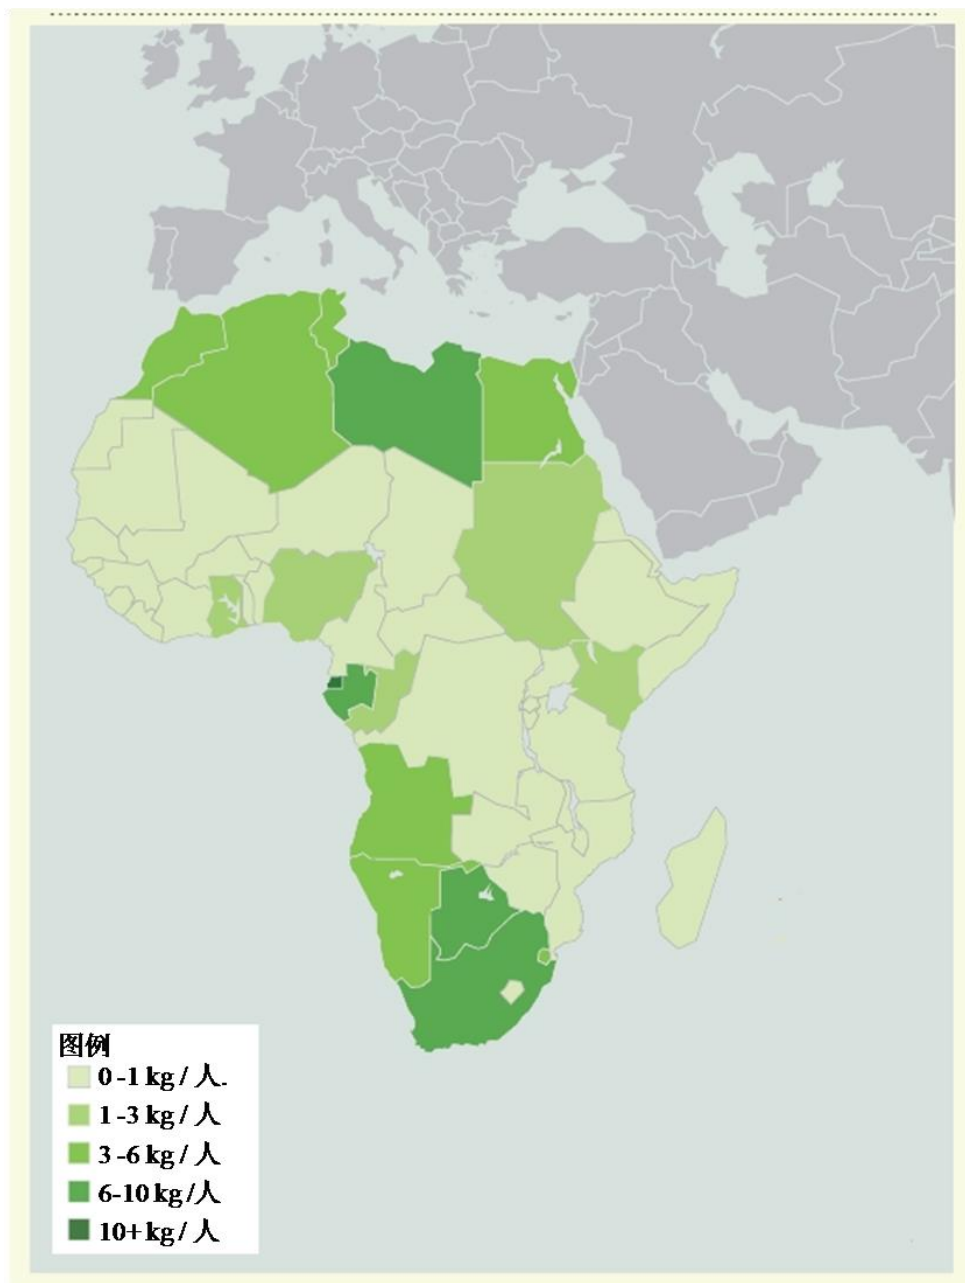 图例
0-1 kg / 人.
1-3 kg / 人
3-6 kg / 人
6-10 kg /人
10+ kg / 人